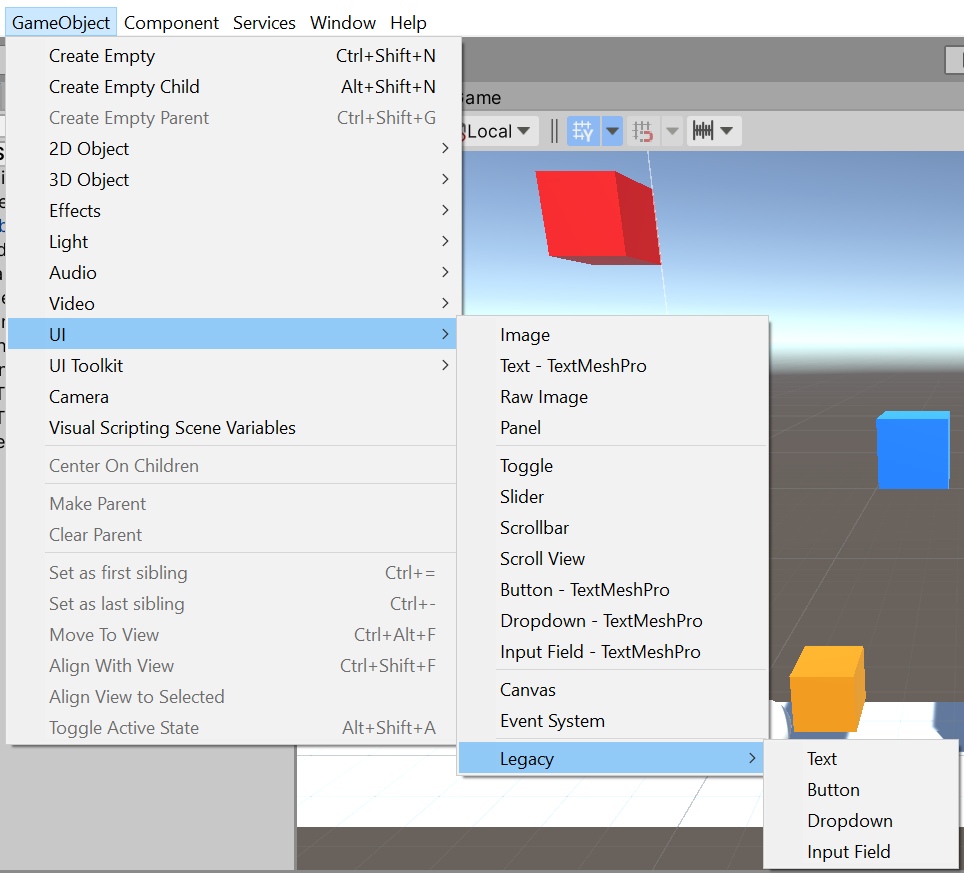 GameObject Component Services Window Help
Create Empty Ctrl+Shift+N
Create Empty Child Alt+Shift+N
Create Empty Parent Ctrl+Shift+G
2D Object
3D Object
Effects
Light
Audio
Video
UI
UI Toolkit
Camera
Visual Scripting Scene Variables
Center On Children
Make Parent
Clear Parent
Set as first sibling Ctrl+=
Set as last sibling Ctrl+-
Move To View Ctrl+Alt+F
Align With View Ctrl+Shift+F
Align View to Selected
Toggle Active State Alt+Shift+A
Local
Image
Text - TextMeshPro
Raw Image
Panel
Toggle
Slider
Scrollbar
Scroll View
Button - TextMeshPro
Dropdown - TextMeshPro
Input Field - TextMeshPro
Canvas
Event System
Legacy
Text
Button
Dropdown
Input Field